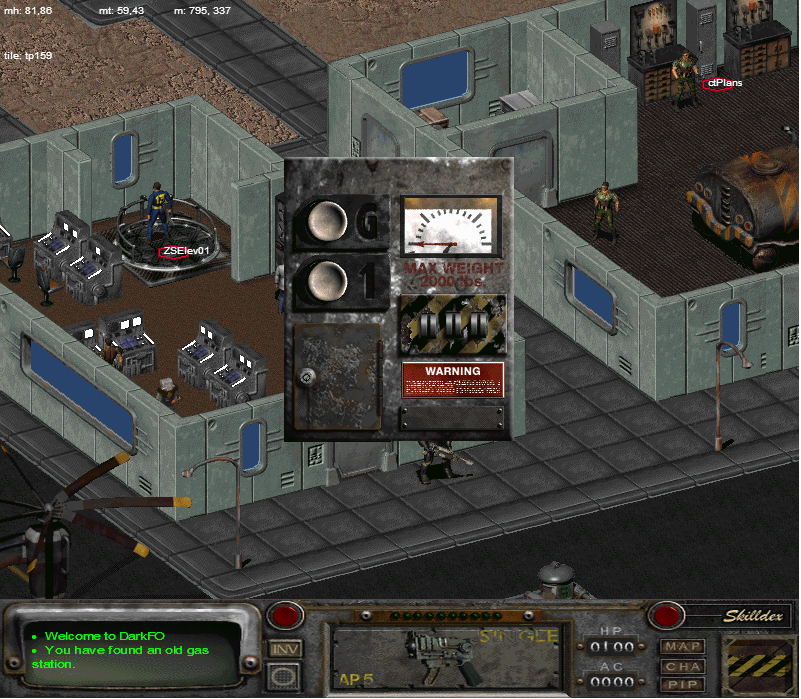 mh: 81,86 mt: 59,43 m: 795, 337
tile: tp159
ctPlans
ZSElev01
G
1
MAX WEIGHT
2000 lbs
WARNING
• Welcome to DarkFO
• You have found an old gas
station.
INV
SINGLE
AP 5
HP
0100
AC
0000
Skilldex
MAP
CHA
PIP